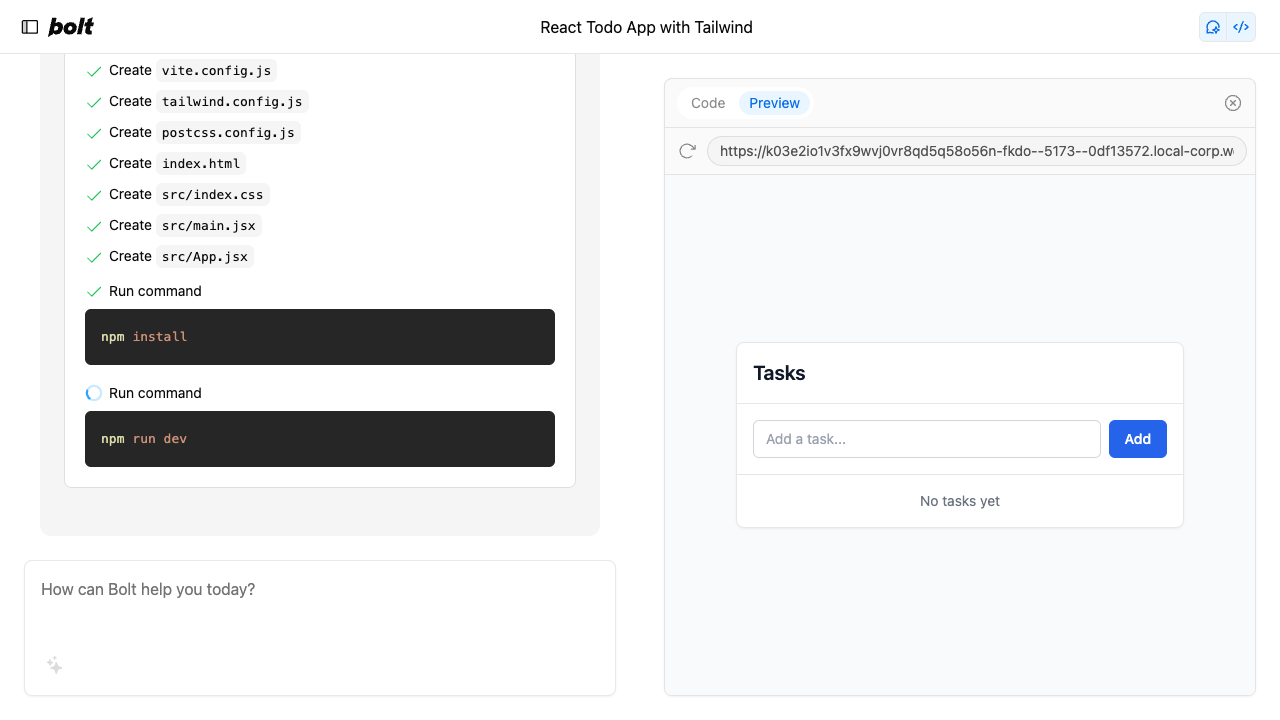 bolt
React Todo App with Tailwind
Create vite.config.js
Create tailwind.config.js
Create postcss.config.js
Create index.html
Create src/index.css
Create src/main.jsx
Create src/App.jsx
Run command
npm install
Run command
npm run dev
How can Bolt help you today?
Code Preview
https://k03e2io1v3fx9wvj0vr8qd5q58o56n-fkdo--5173--0df13572.local-corp.w
Tasks
Add a task... Add
No tasks yet